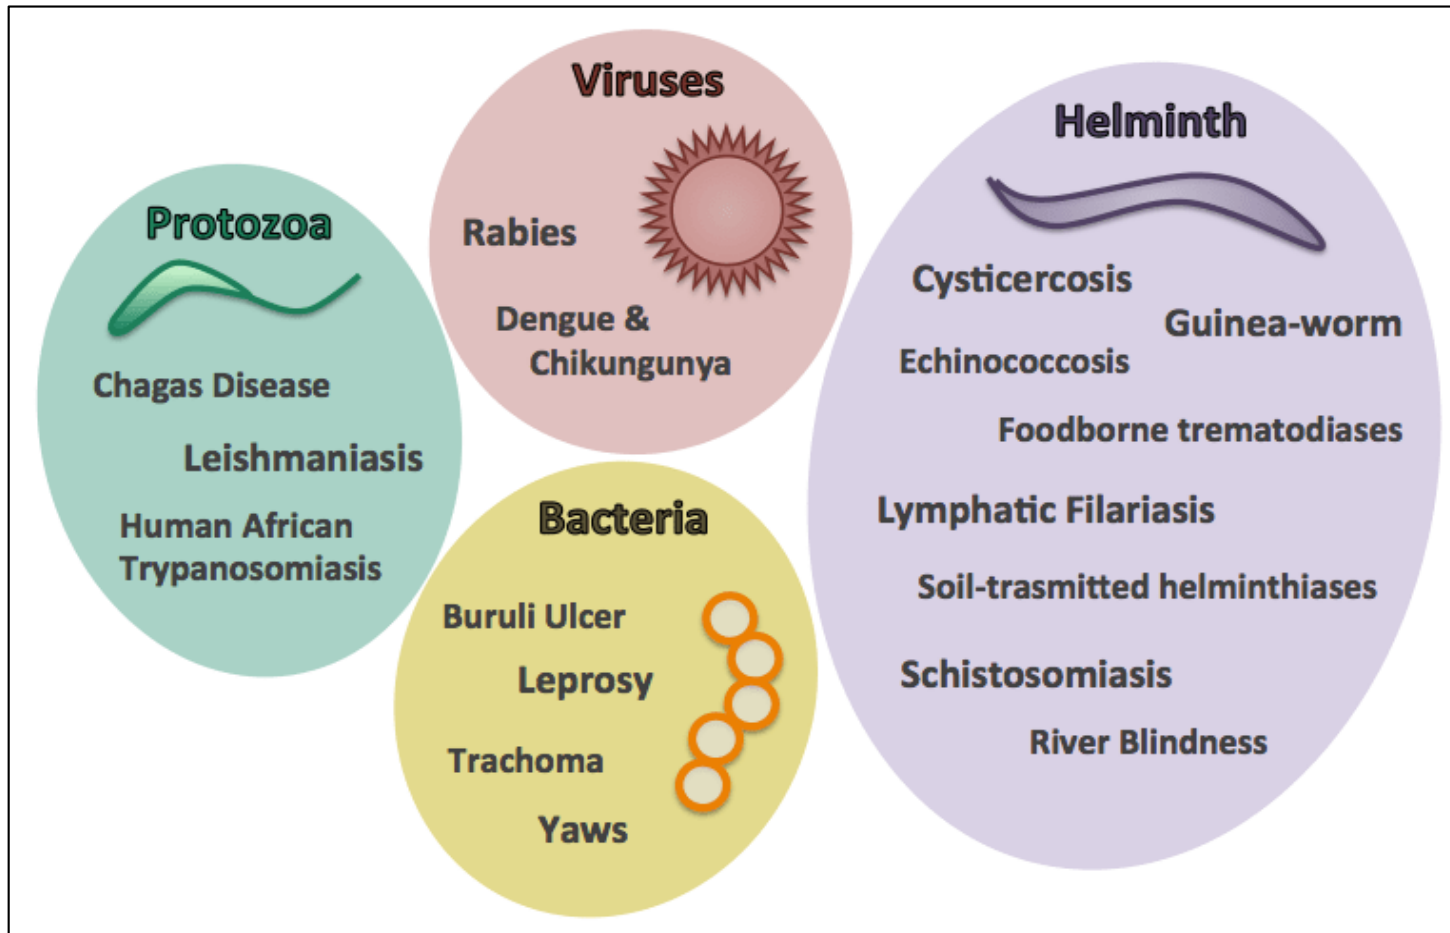 Viruses
Rabies
Dengue &
Chikungunya
Protozoa
Chagas Disease
Leishmaniasis
Human African
Trypanosomiasis
Bacteria
Buruli Ulcer
Leprosy
Trachoma
Yaws
Helminth
Cysticercosis
Guinea-worm
Echinococcosis
Foodborne trematodiases
Lymphatic Filariasis
Soil-trasmitted helminthiases
Schistosomiasis
River Blindness